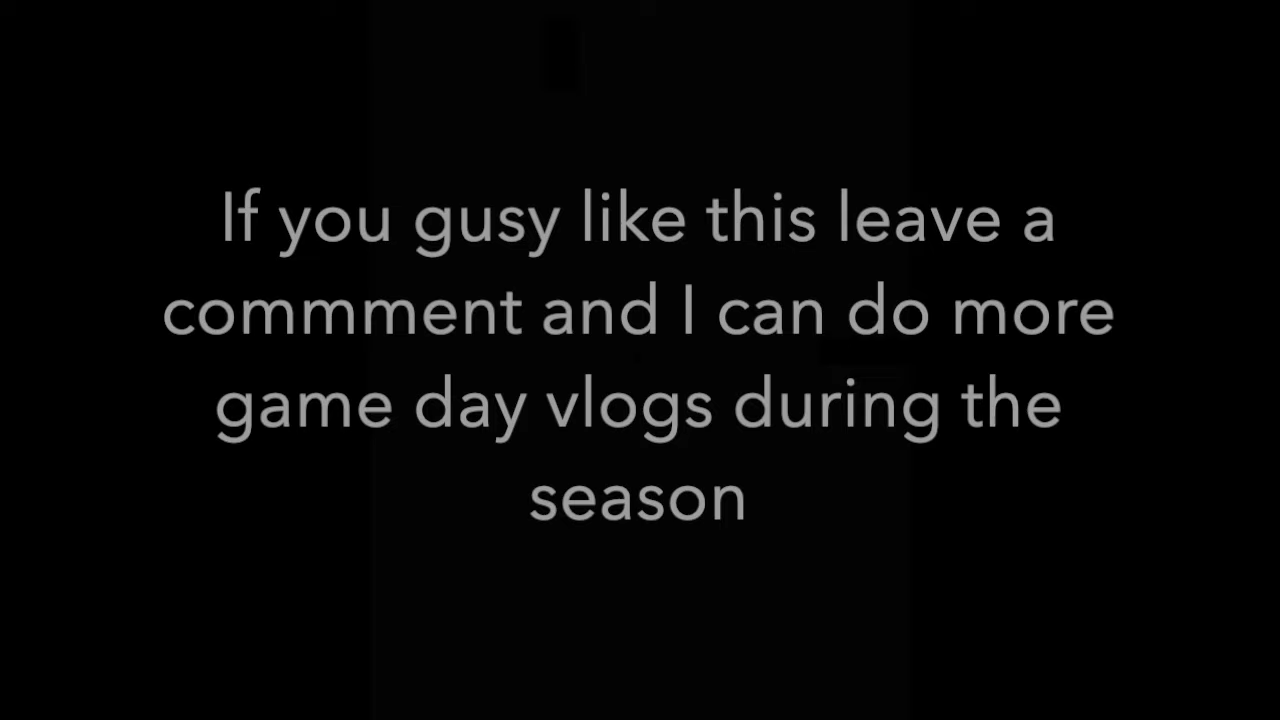 If you gusy like this leave a
commment and I can do more
game day vlogs during the
season